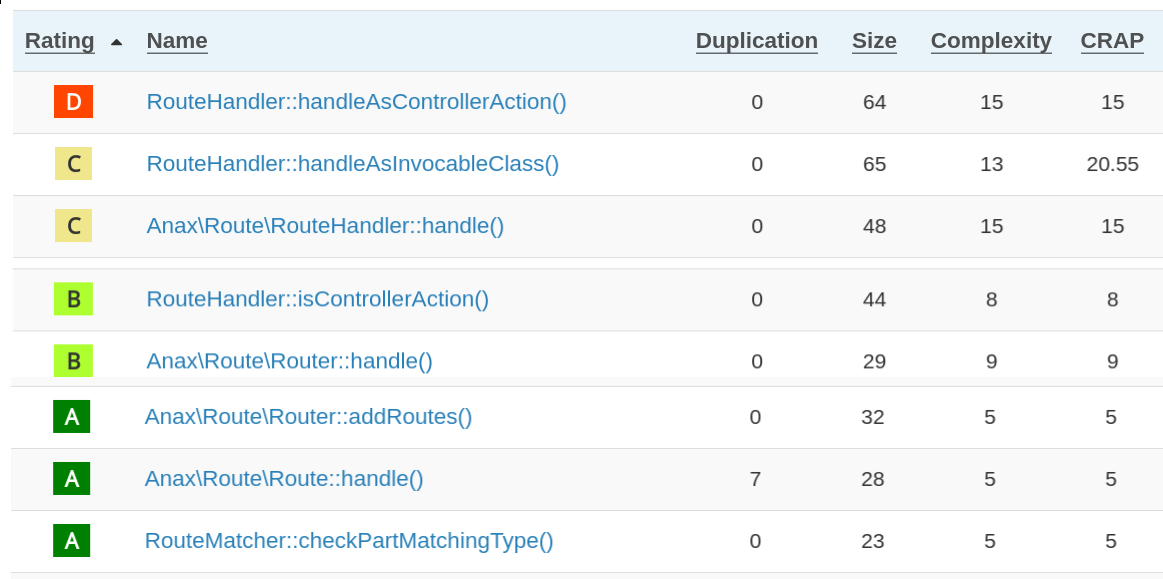 Rating Name Duplication Size Complexity CRAP
D RouteHandler::handleAsControllerAction() 0 64 15 15
C RouteHandler::handleAsInvocableClass() 0 65 13 20.55
C Anax\Route\RouteHandler::handle() 0 48 15 15
B RouteHandler::isControllerAction() 0 44 8 8
B Anax\Route\Router::handle() 0 29 9 9
A Anax\Route\Router::addRoutes() 0 32 5 5
A Anax\Route\Route::handle() 7 28 5 5
A RouteMatcher::checkPartMatchingType() 0 23 5 5